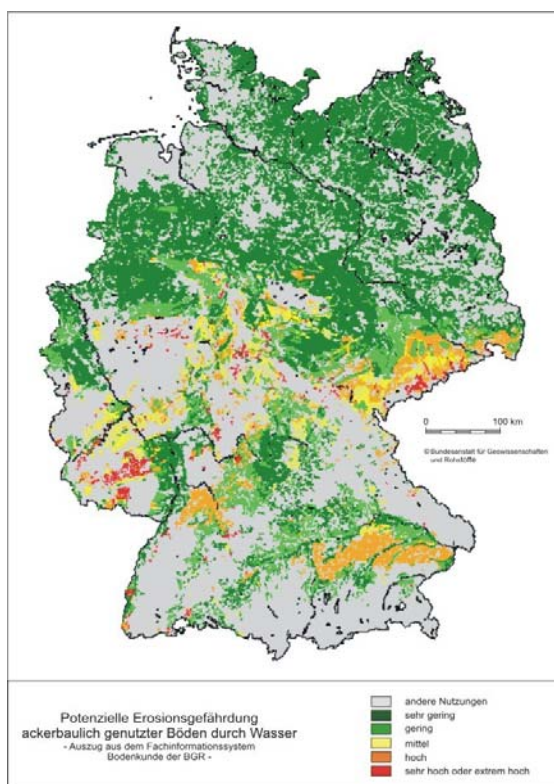 0 100 km
© Bundesanstalt für Geowissenschaften
und Rohstoffe
Potenzielle Erosionsgefährdung
ackerbaulich genutzter Böden durch Wasser
- Auszug aus dem Fachinformationssystem
Bodenkunde der BGR -
andere Nutzungen
sehr gering
gering
mittel
hoch
sehr hoch oder extrem hoch